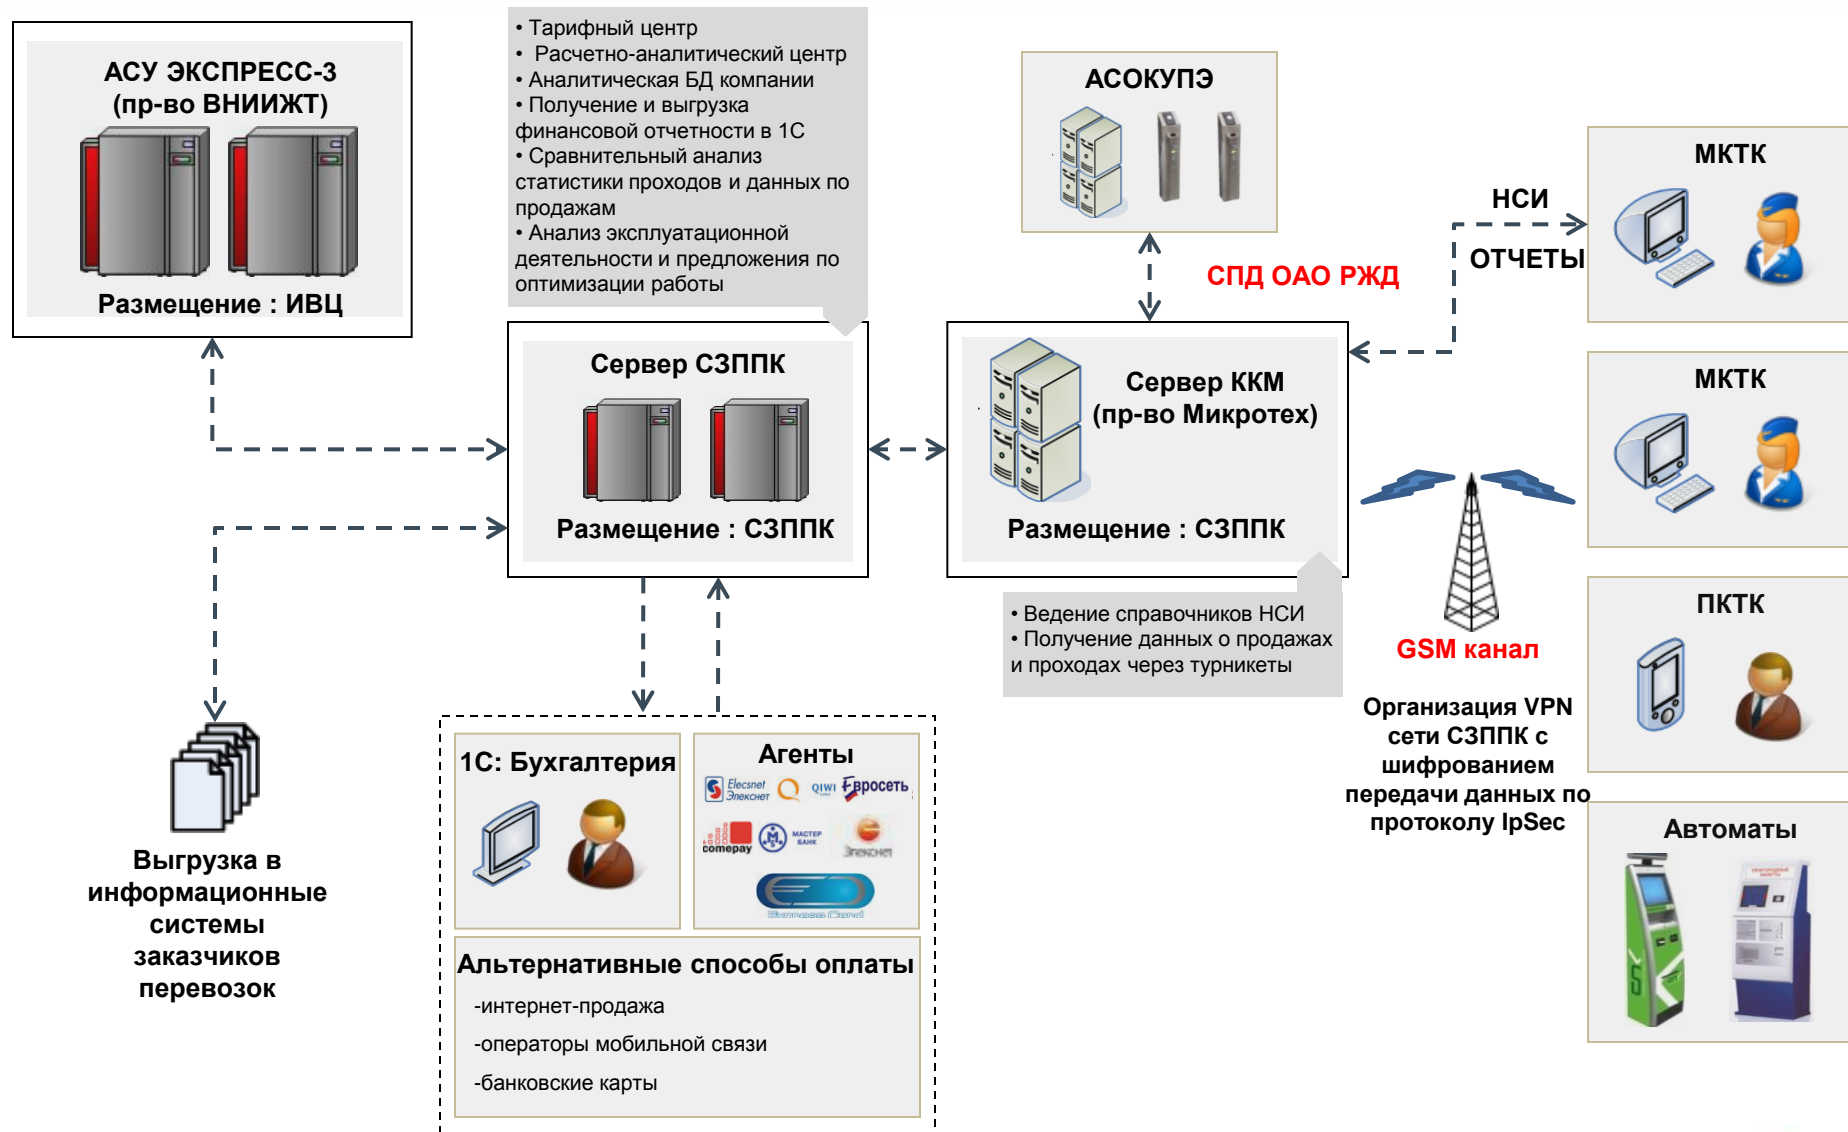 АСУ ЭКСПРЕСС-3
(пр-во ВНИИЖТ)
Размещение : ИВЦ
• Тарифный центр
• Расчетно-аналитический центр
• Аналитическая БД компании
• Получение и выгрузка
финансовой отчетности в 1С
• Сравнительный анализ
статистики проходов и данных по
продажам
• Анализ эксплуатационной
деятельности и предложения по
оптимизации работы
АСОКУПЭ
СПД ОАО РЖД
НСИ
ОТЧЕТЫ
МКТК
Сервер СЗППК
Размещение : СЗППК
Сервер ККМ
(пр-во Микротех)
Размещение : СЗППК
МКТК
• Ведение справочников НСИ
• Получение данных о продажах
и проходах через турникеты
GSM канал
Организация VPN
сети СЗППК с
шифрованием
передачи данных по
протоколу IpSec
ПКТК
Автоматы
Выгрузка в
информационные
системы
заказчиков
перевозок
1С: Бухгалтерия
Агенты
Elecsnet
Элекснет
QIWI
Евросеть
comepay
МАСТЕР
БАНК
Элекснет
Express Card
Альтернативные способы оплаты
-интернет-продажа
-операторы мобильной связи
-банковские карты